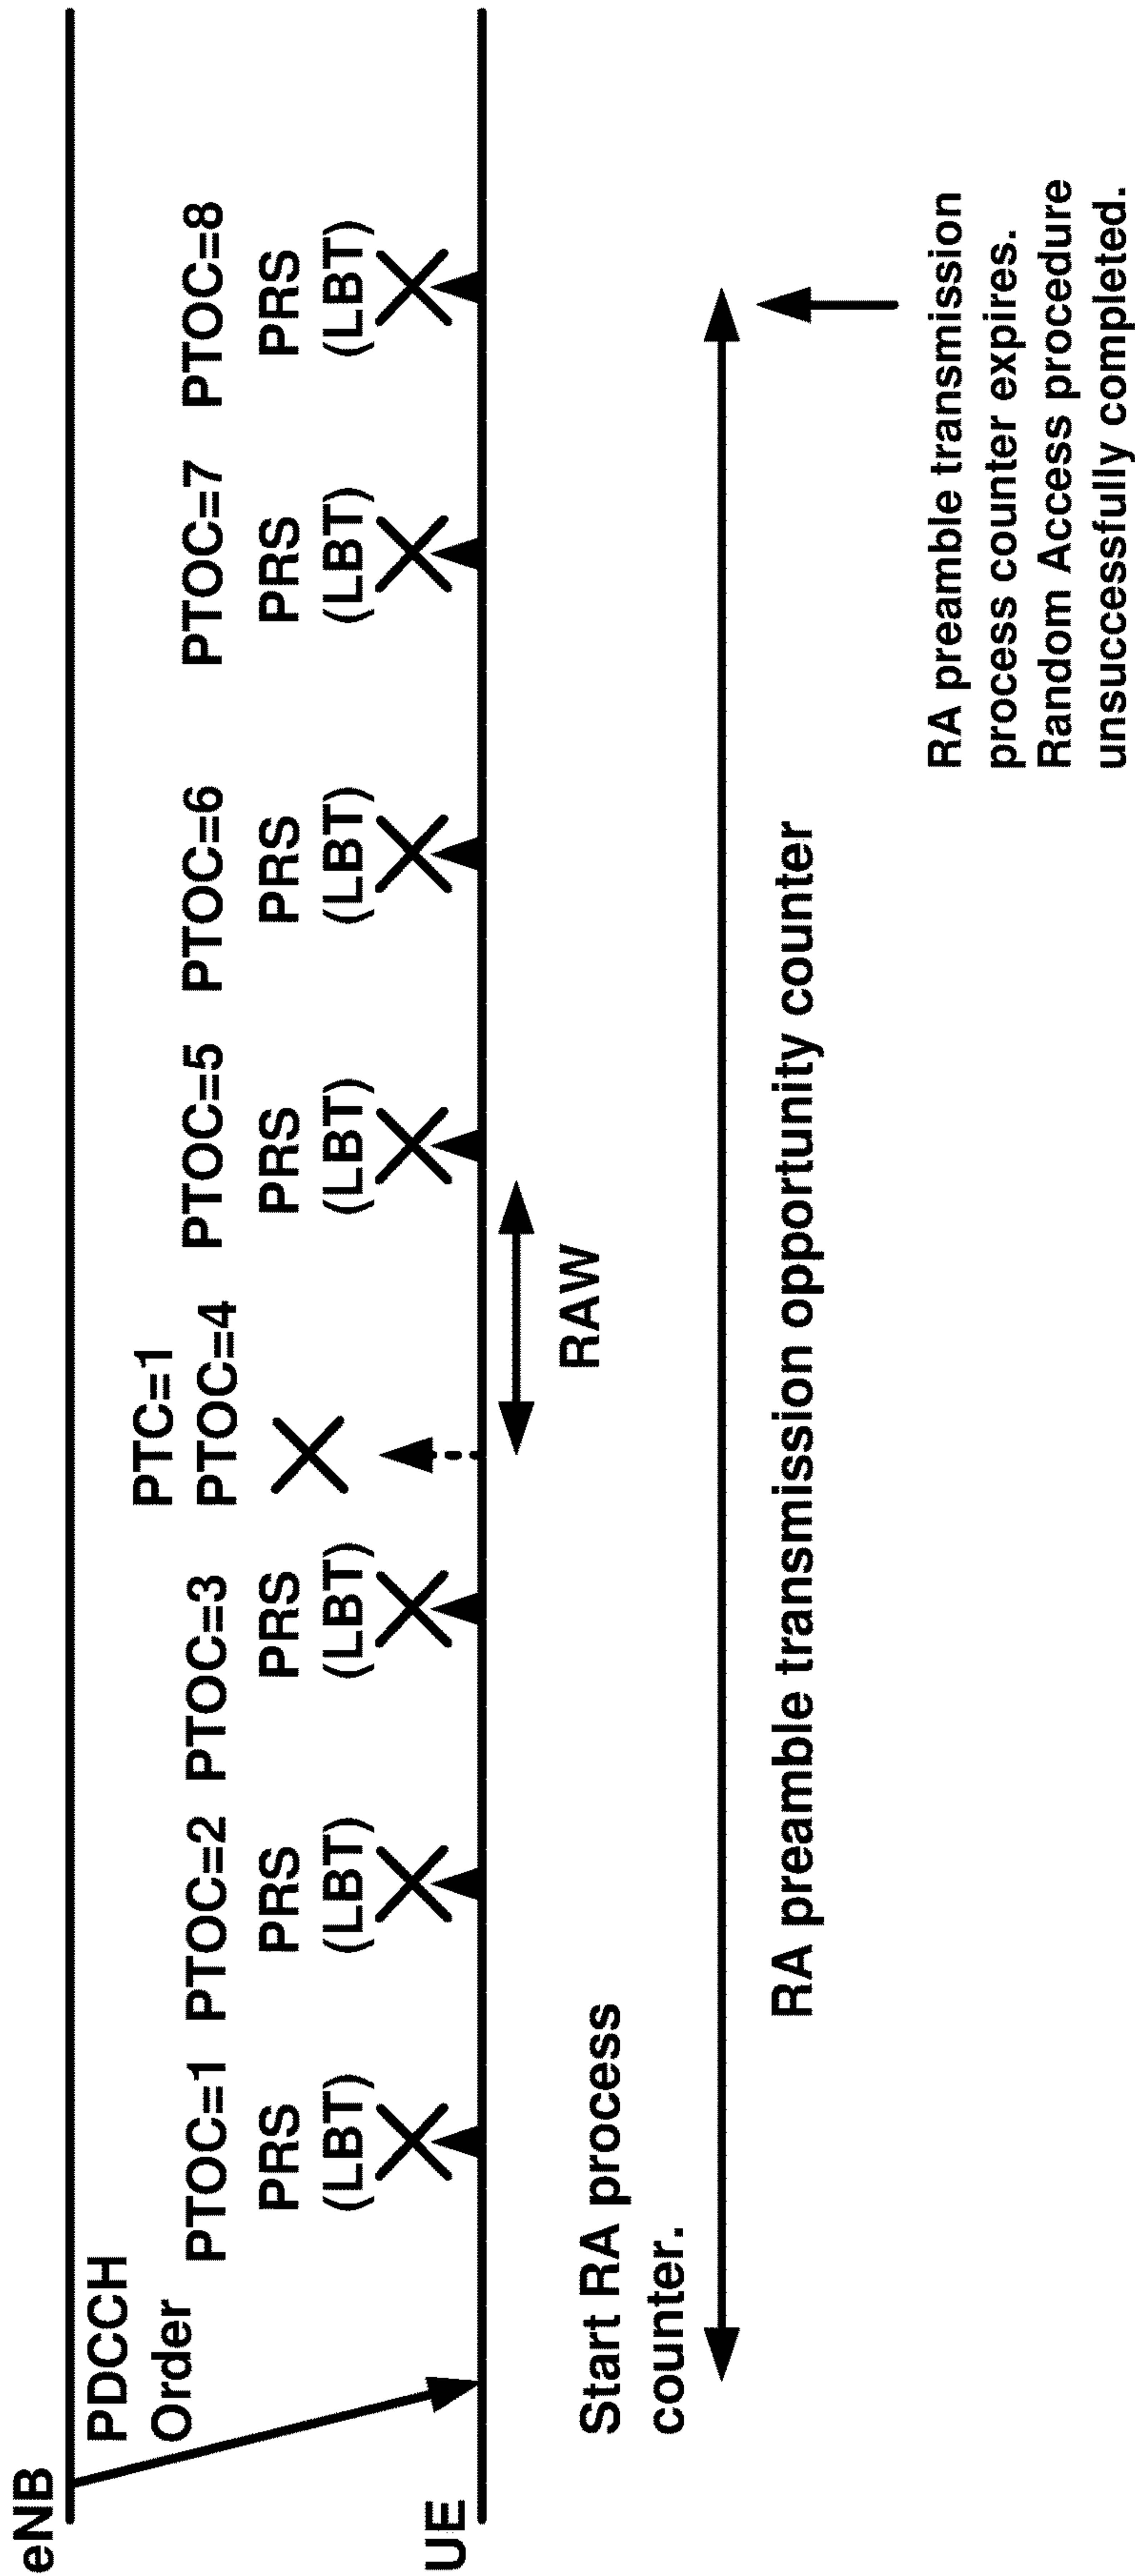 eNB
PDCCH
Order
PTOC=1
PRS
(LBT)
PTOC=2
PRS
(LBT)
PTOC=3
PRS
(LBT)
PTC=1
PTOC=4
PTOC=5
PRS
(LBT)
PTOC=6
PRS
(LBT)
PTOC=7
PRS
(LBT)
PTOC=8
PRS
(LBT)
UE
RAW
Start RA process
counter.
RA preamble transmission opportunity counter
RA preamble transmission
process counter expires.
Random Access procedure
unsuccessfully completed.